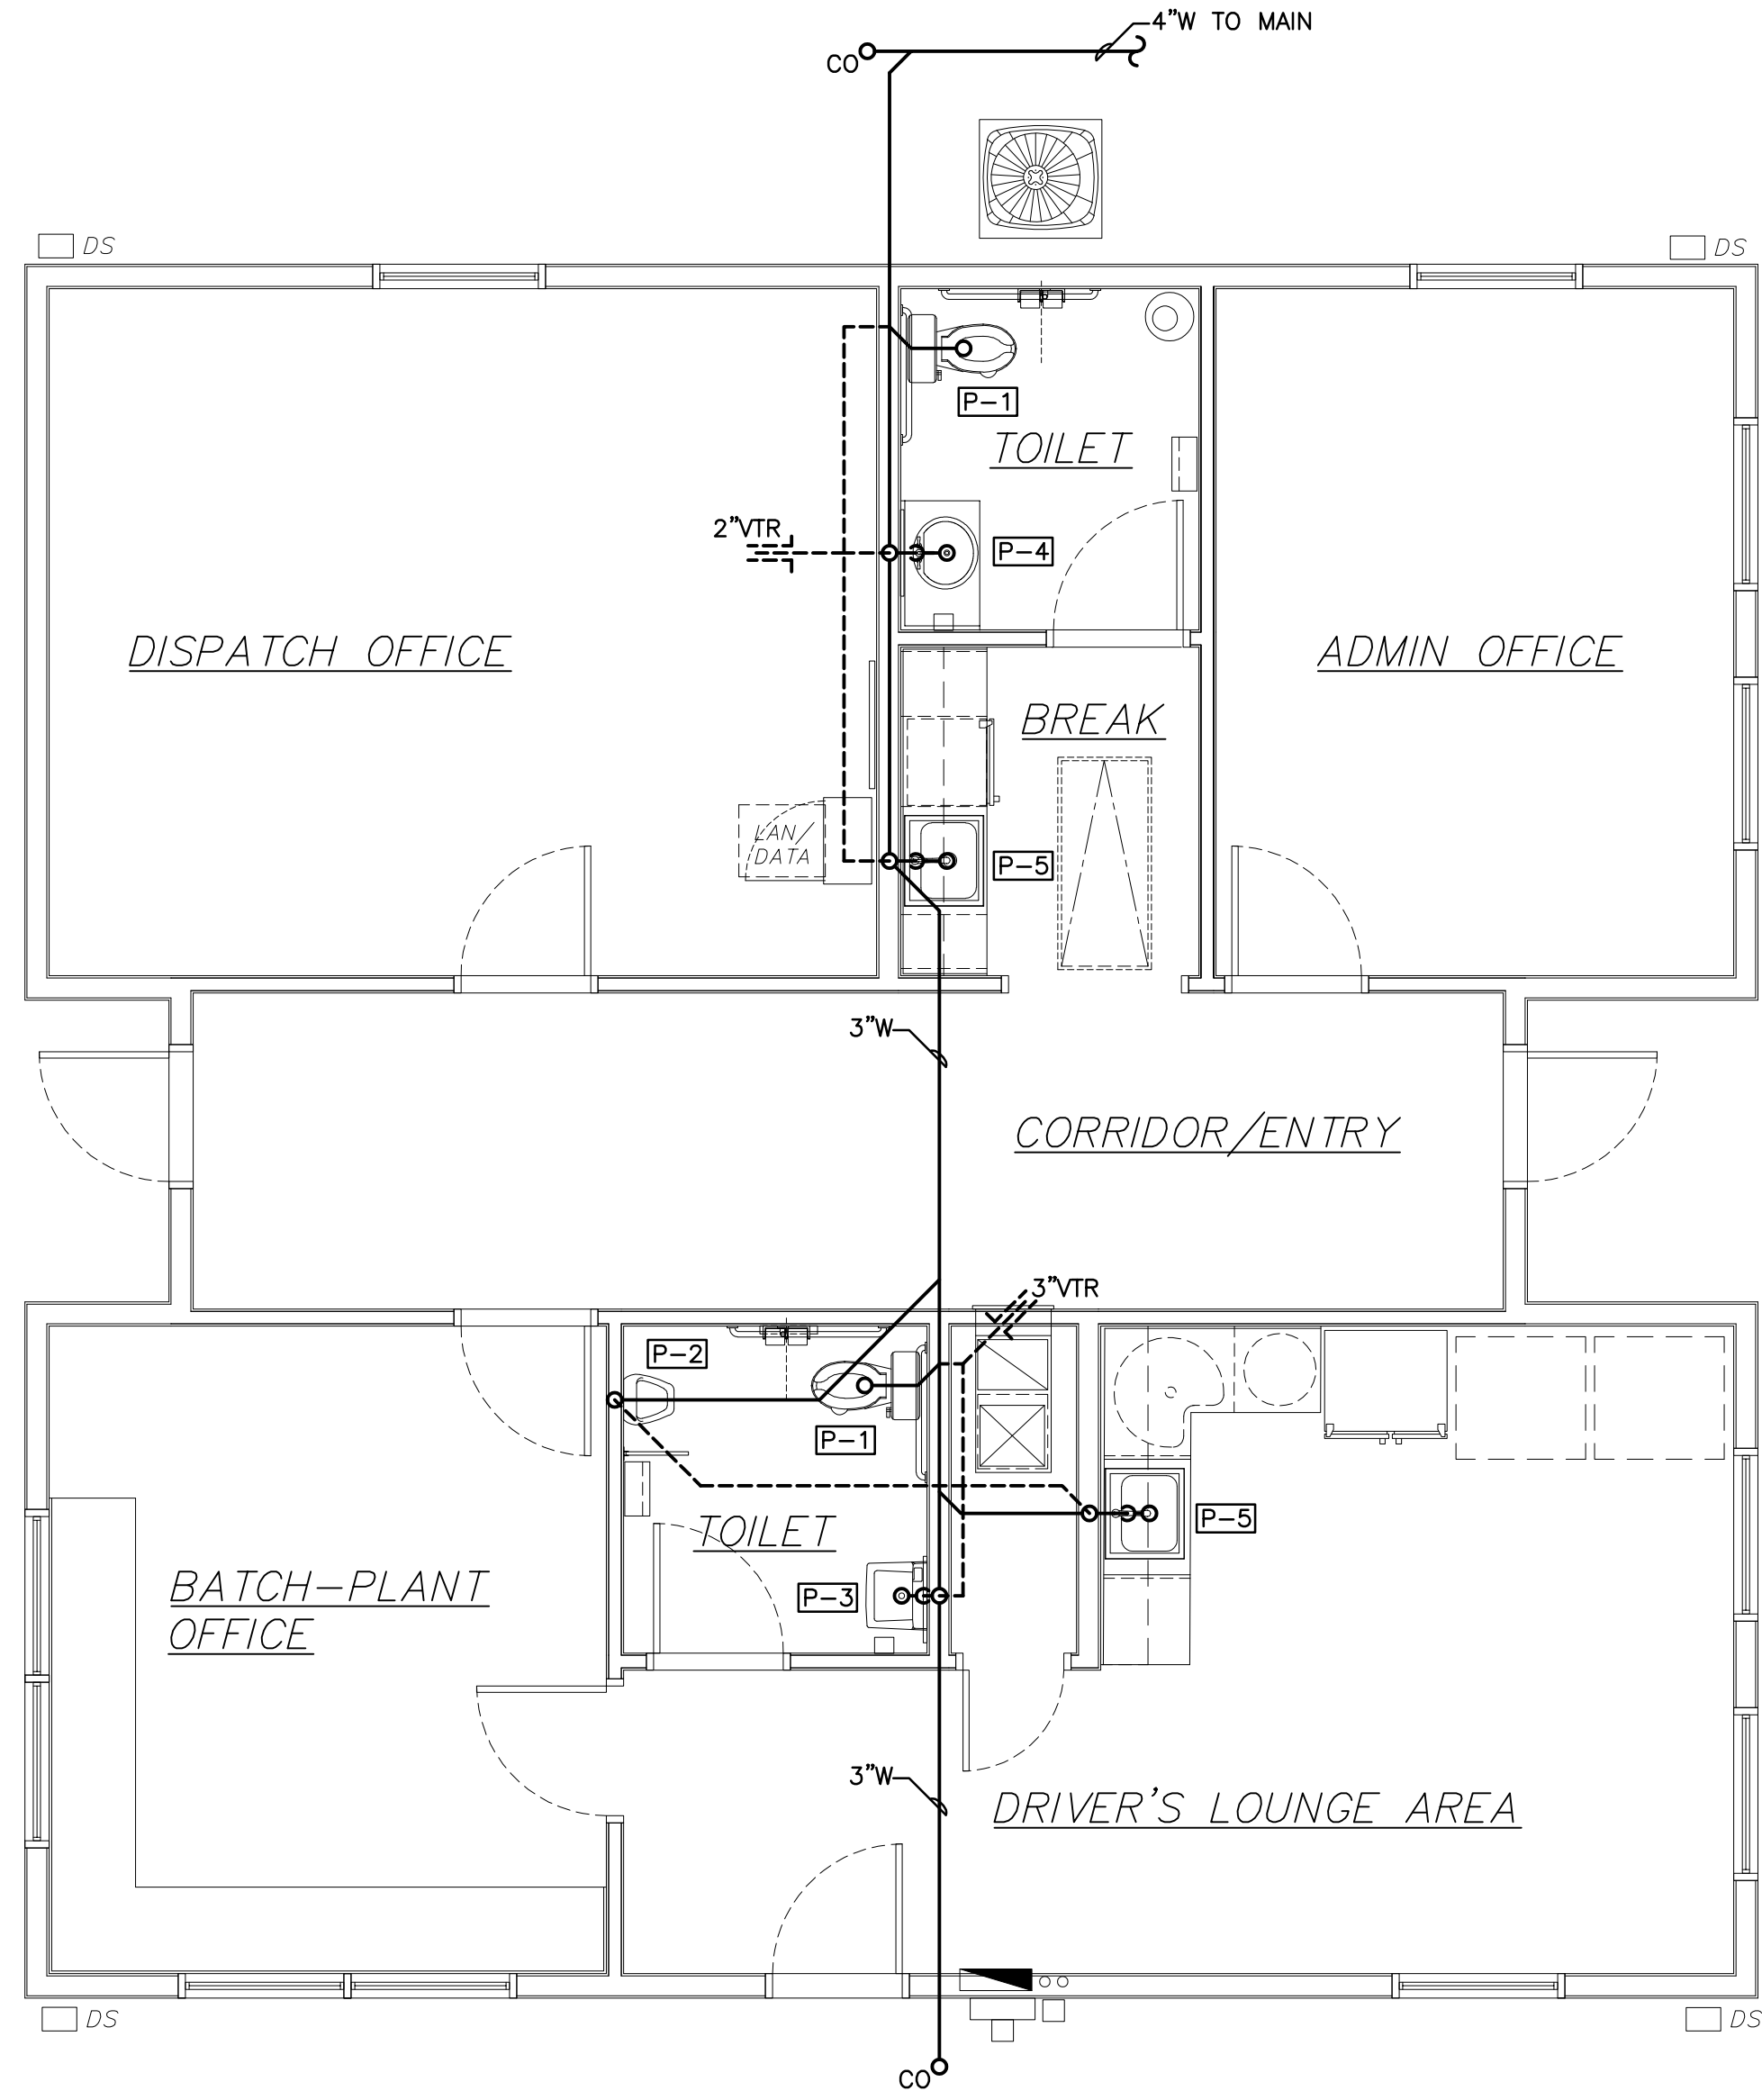 4"W TO MAIN
CO
DS
DS
P-1
TOILET
2"VTR
P-4
DISPATCH OFFICE
ADMIN OFFICE
BREAK
LAN/
DATA
P-5
3"W
CORRIDOR/ENTRY
3"VTR
P-2
P-1
P-5
TOILET
BATCH-PLANT
OFFICE
P-3
3"W
DRIVER'S LOUNGE AREA
DS
DS
CO